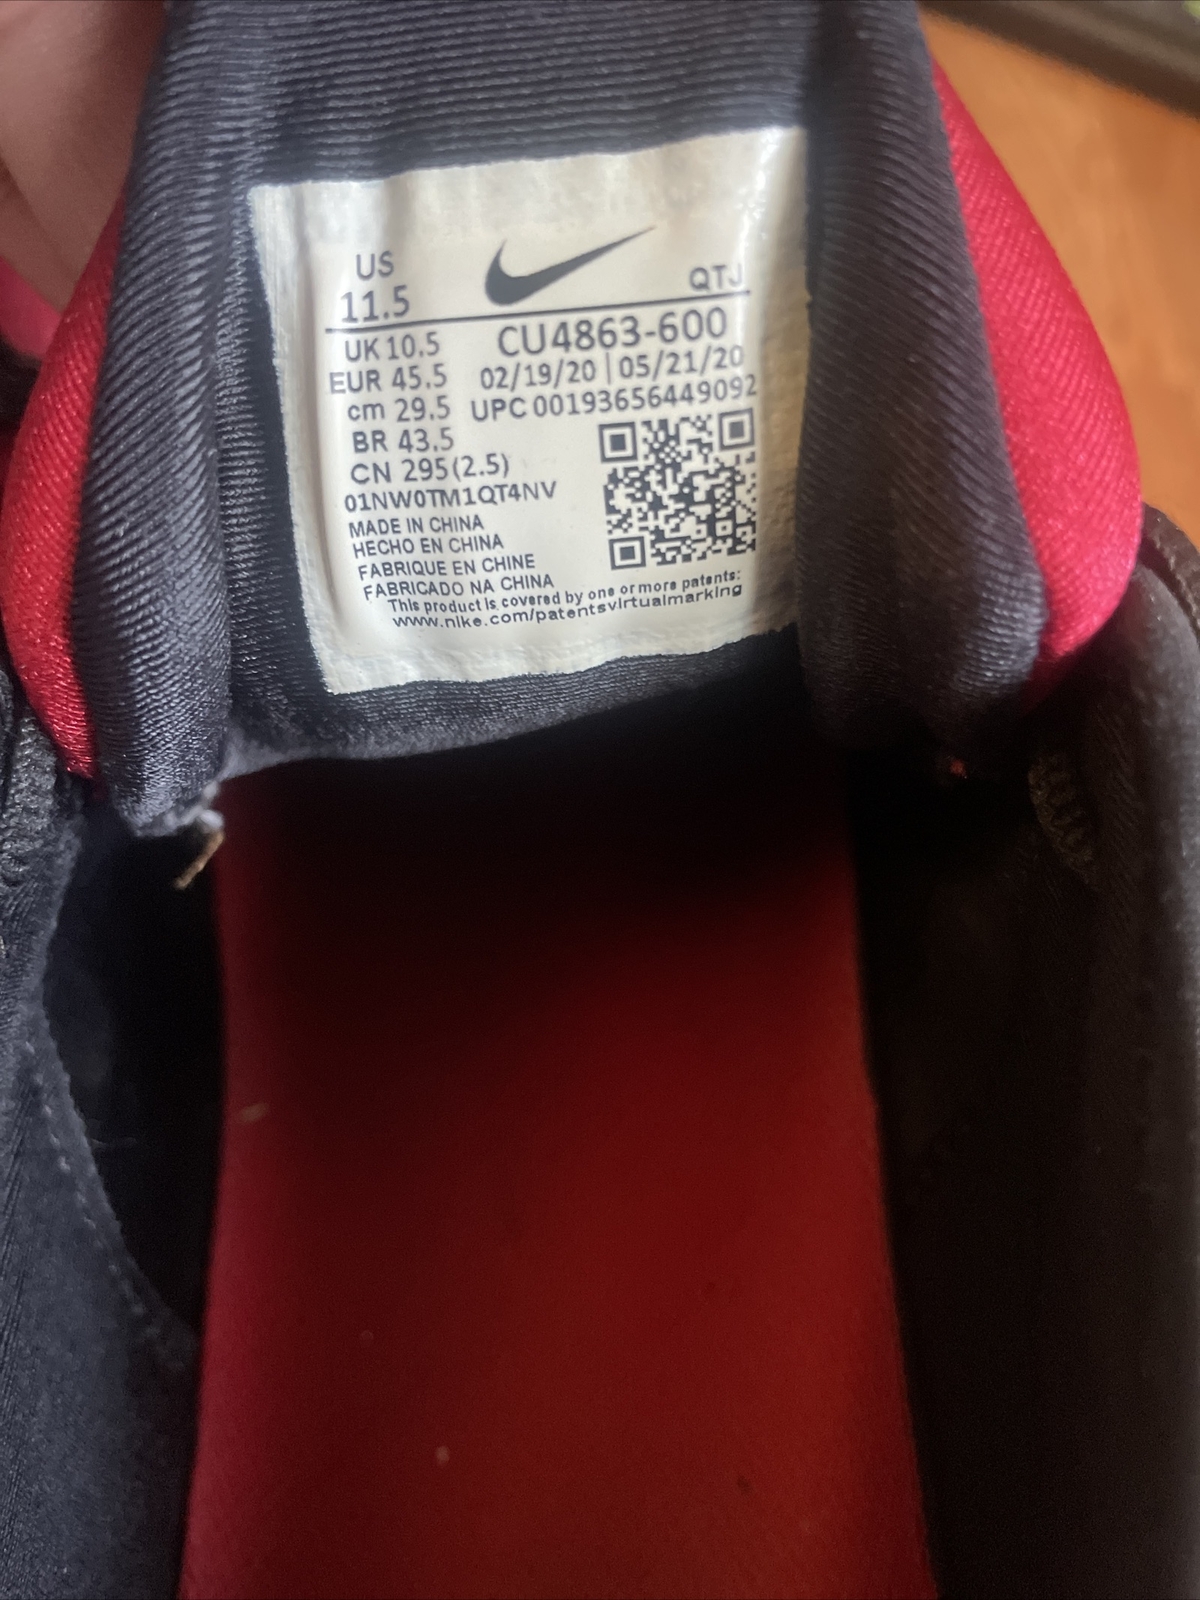 US
11.5
QTJ
UK 10.5
CU4863-600
EUR 45.5
02/19/20 | 05/21/20
cm 29.5
UPC 00193656449092
BR 43.5
CN 295(2.5)
01NW0TM1QT4NV
MADE IN CHINA
HECHO EN CHINA
FABRIQUE EN CHINE
FABRICADO NA CHINA
This product is covered by one or more patents:
www.nike.com/patentsvirtualmarking